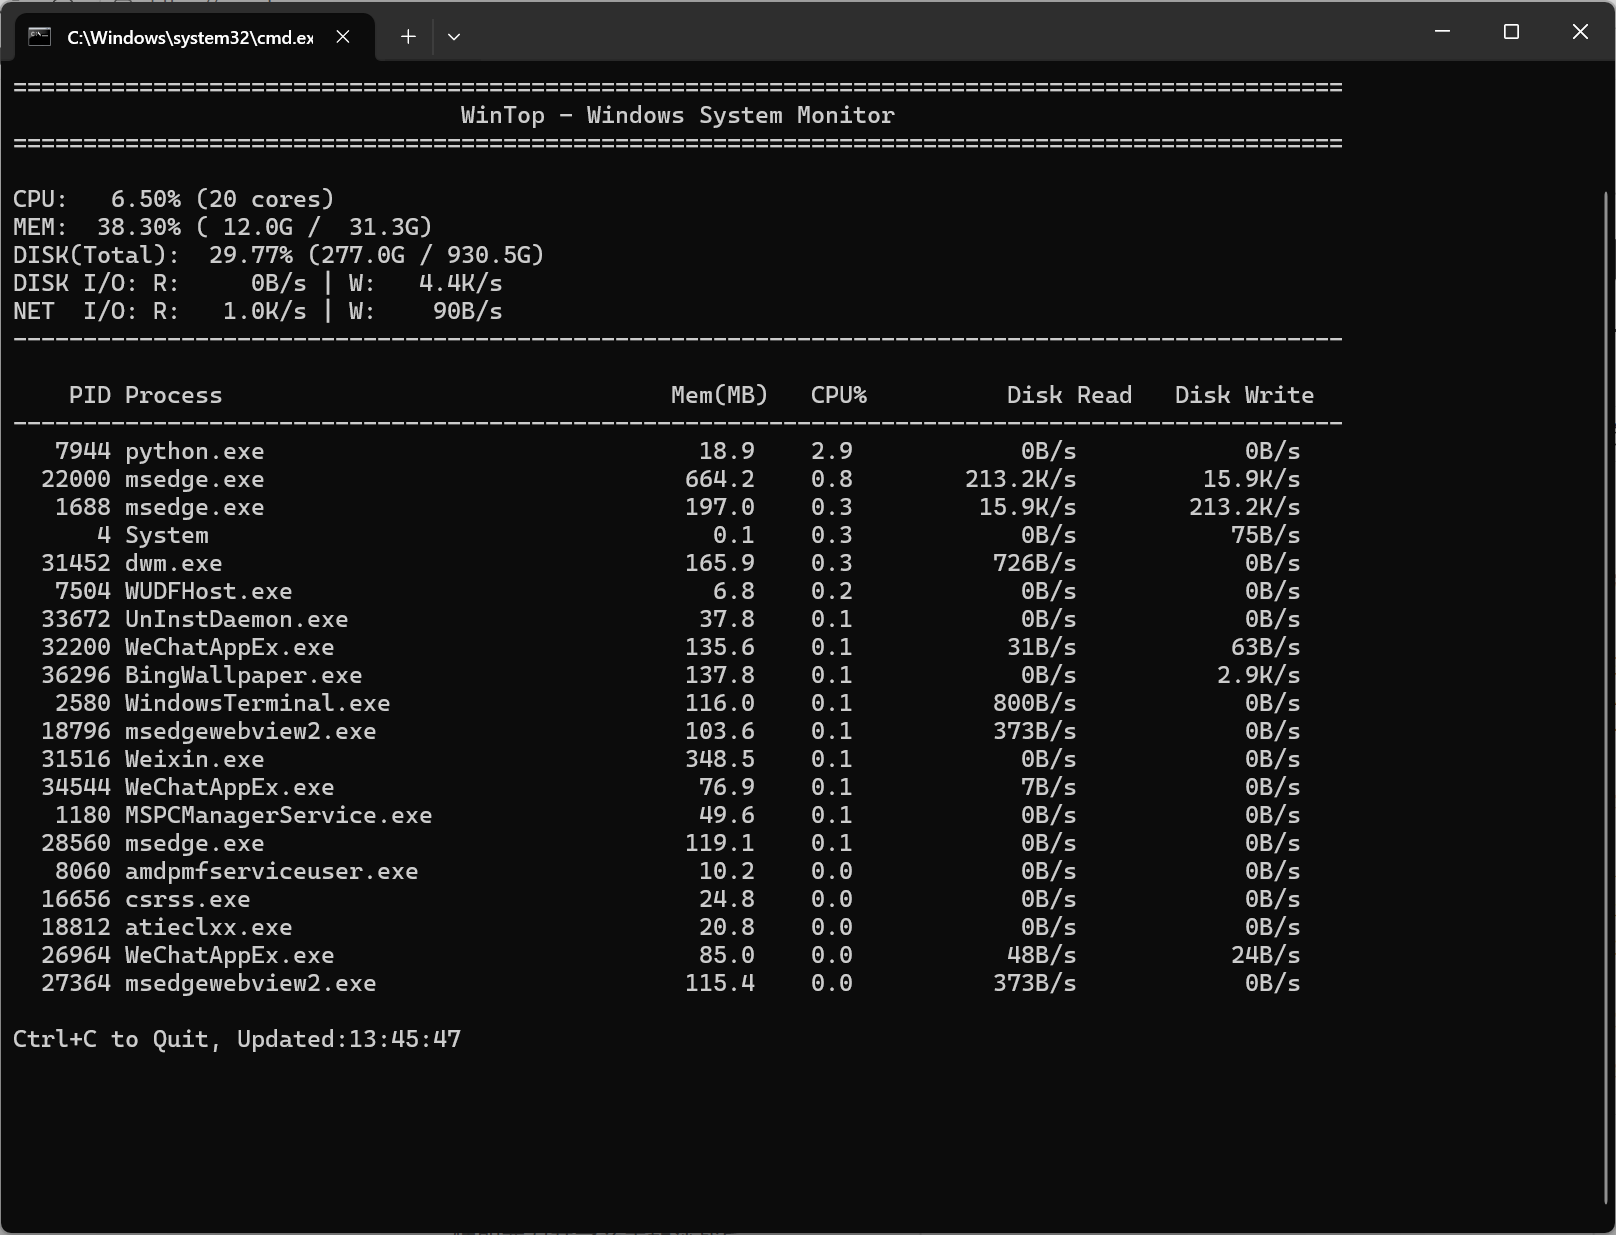 C:\Windows\system32\cmd.ex
===============================================================================================
WinTop - Windows System Monitor
===============================================================================================
CPU:   6.50% (20 cores)
MEM:  38.30% ( 12.0G /  31.3G)
DISK(Total):  29.77% (277.0G / 930.5G)
DISK I/O: R:     0B/s | W:   4.4K/s
NET  I/O: R:   1.0K/s | W:    90B/s
-----------------------------------------------------------------------------------------------
PID Process                                Mem(MB)   CPU%          Disk Read   Disk Write
-----------------------------------------------------------------------------------------------
7944 python.exe                               18.9    2.9            0B/s            0B/s
22000 msedge.exe                              664.2    0.8        213.2K/s         15.9K/s
1688 msedge.exe                              197.0    0.3         15.9K/s        213.2K/s
4 System                                    0.1    0.3            0B/s           75B/s
31452 dwm.exe                                 165.9    0.3          726B/s            0B/s
7504 WUDFHost.exe                              6.8    0.2            0B/s            0B/s
33672 UnInstDaemon.exe                         37.8    0.1            0B/s            0B/s
32200 WeChatAppEx.exe                         135.6    0.1           31B/s           63B/s
36296 BingWallpaper.exe                       137.8    0.1            0B/s          2.9K/s
2580 WindowsTerminal.exe                     116.0    0.1          800B/s            0B/s
18796 msedgewebview2.exe                      103.6    0.1          373B/s            0B/s
31516 Weixin.exe                              348.5    0.1            0B/s            0B/s
34544 WeChatAppEx.exe                          76.9    0.1            7B/s            0B/s
1180 MSPCManagerService.exe                   49.6    0.1            0B/s            0B/s
28560 msedge.exe                              119.1    0.1            0B/s            0B/s
8060 amdpmfserviceuser.exe                    10.2    0.0            0B/s            0B/s
16656 csrss.exe                                24.8    0.0            0B/s            0B/s
18812 atieclxx.exe                             20.8    0.0            0B/s            0B/s
26964 WeChatAppEx.exe                          85.0    0.0           48B/s           24B/s
27364 msedgewebview2.exe                      115.4    0.0          373B/s            0B/s
Ctrl+C to Quit, Updated:13:45:47